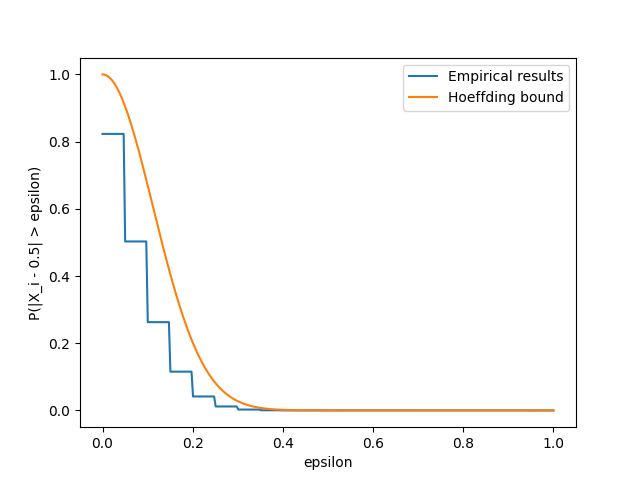 Empirical results
Hoeffding bound
P(|X_i - 0.5| > epsilon)
1.0
0.8
0.6
0.4
0.2
0.0
0.0 0.2 0.4 0.6 0.8 1.0
epsilon